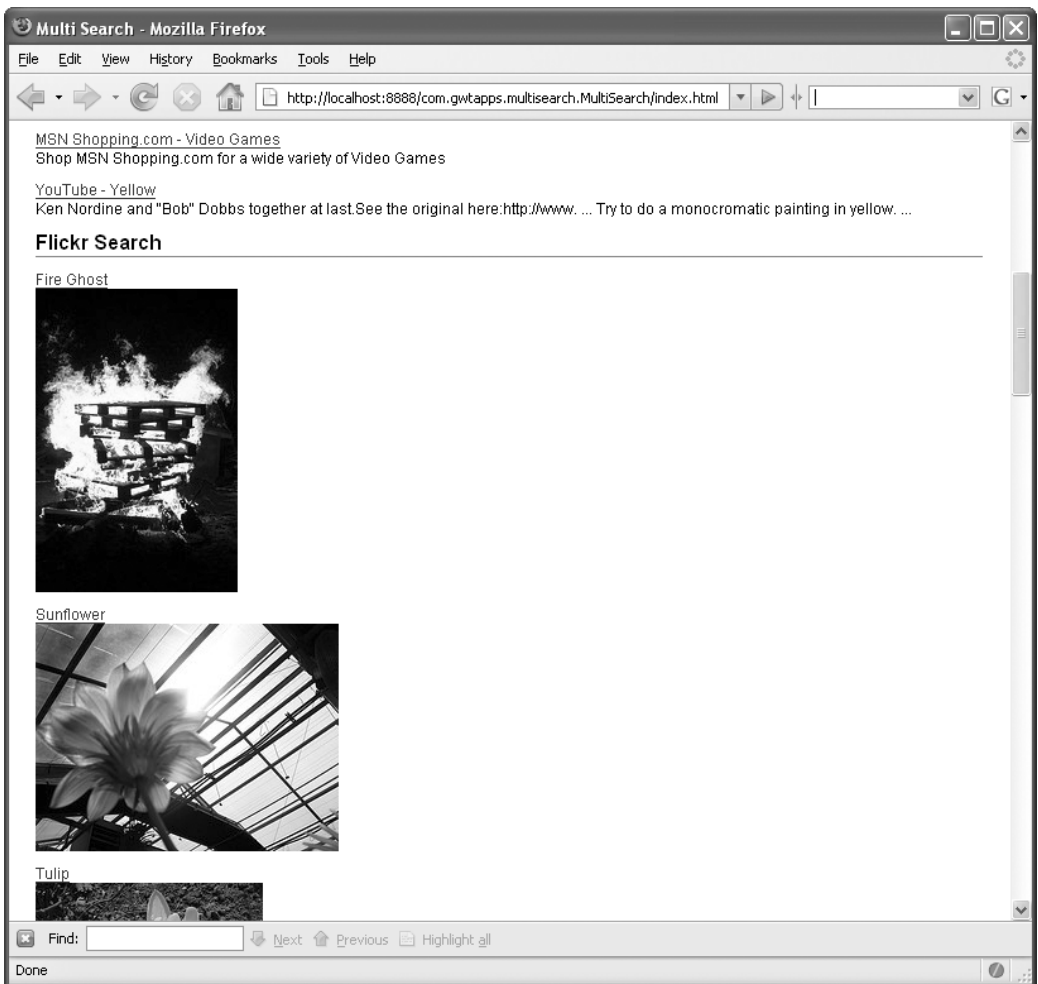 Multi Search - Mozilla Firefox
File Edit View History Bookmarks Tools Help
http://localhost:8888/com.gwtapps.multisearch.MultiSearch/index.html G
MSN Shopping.com - Video Games
Shop MSN Shopping.com for a wide variety of Video Games
YouTube - Yellow
Ken Nordine and "Bob" Dobbs together at last.See the original here:http://www. ... Try to do a monocromatic painting in yellow. ...
Flickr Search
Fire Ghost
Sunflower
Tulip
Find: Next Previous Highlight all
Done